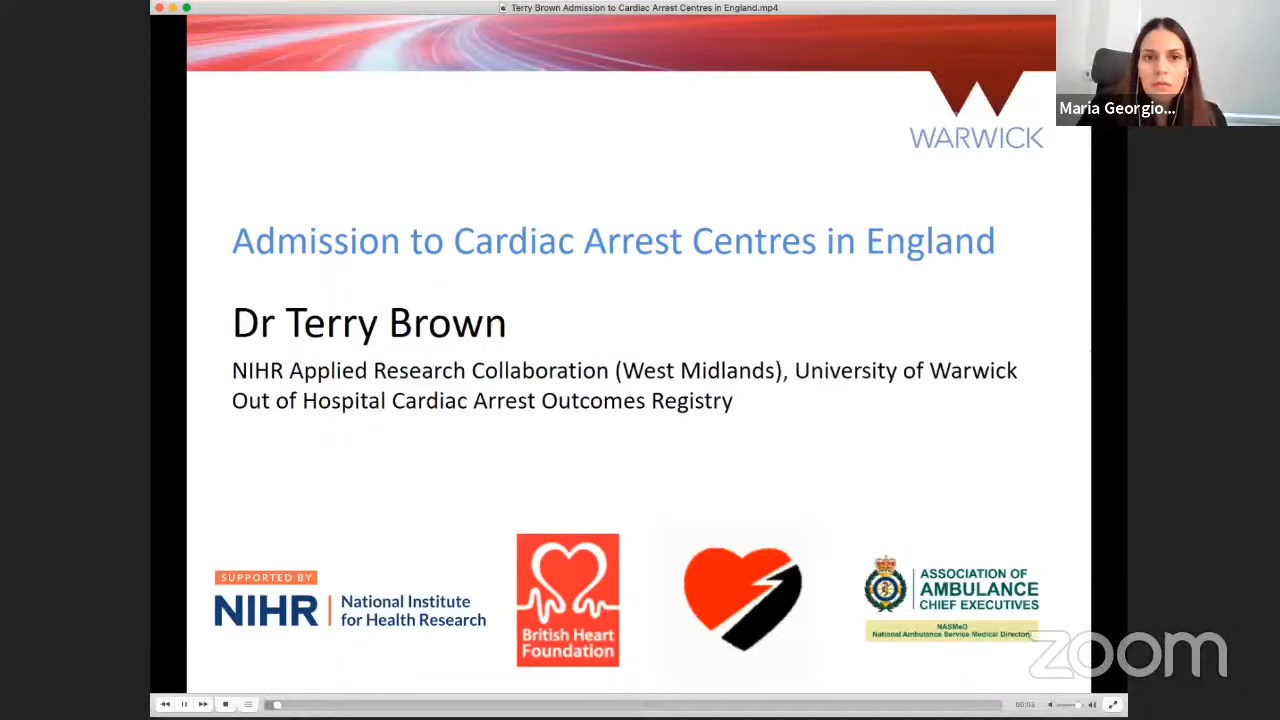 Terry Brown Admission to Cardiac Arrest Centres in England.mp4
Maria Georgio...
WARWICK
Admission to Cardiac Arrest Centres in England
Dr Terry Brown
NIHR Applied Research Collaboration (West Midlands), University of Warwick
Out of Hospital Cardiac Arrest Outcomes Registry
SUPPORTED BY
NIHR
National Institute
for Health Research
British Heart
Foundation
ASSOCIATION OF
AMBULANCE
CHIEF EXECUTIVES
NASMeD
National Ambulance Service Medical Directors
zoom
00:03